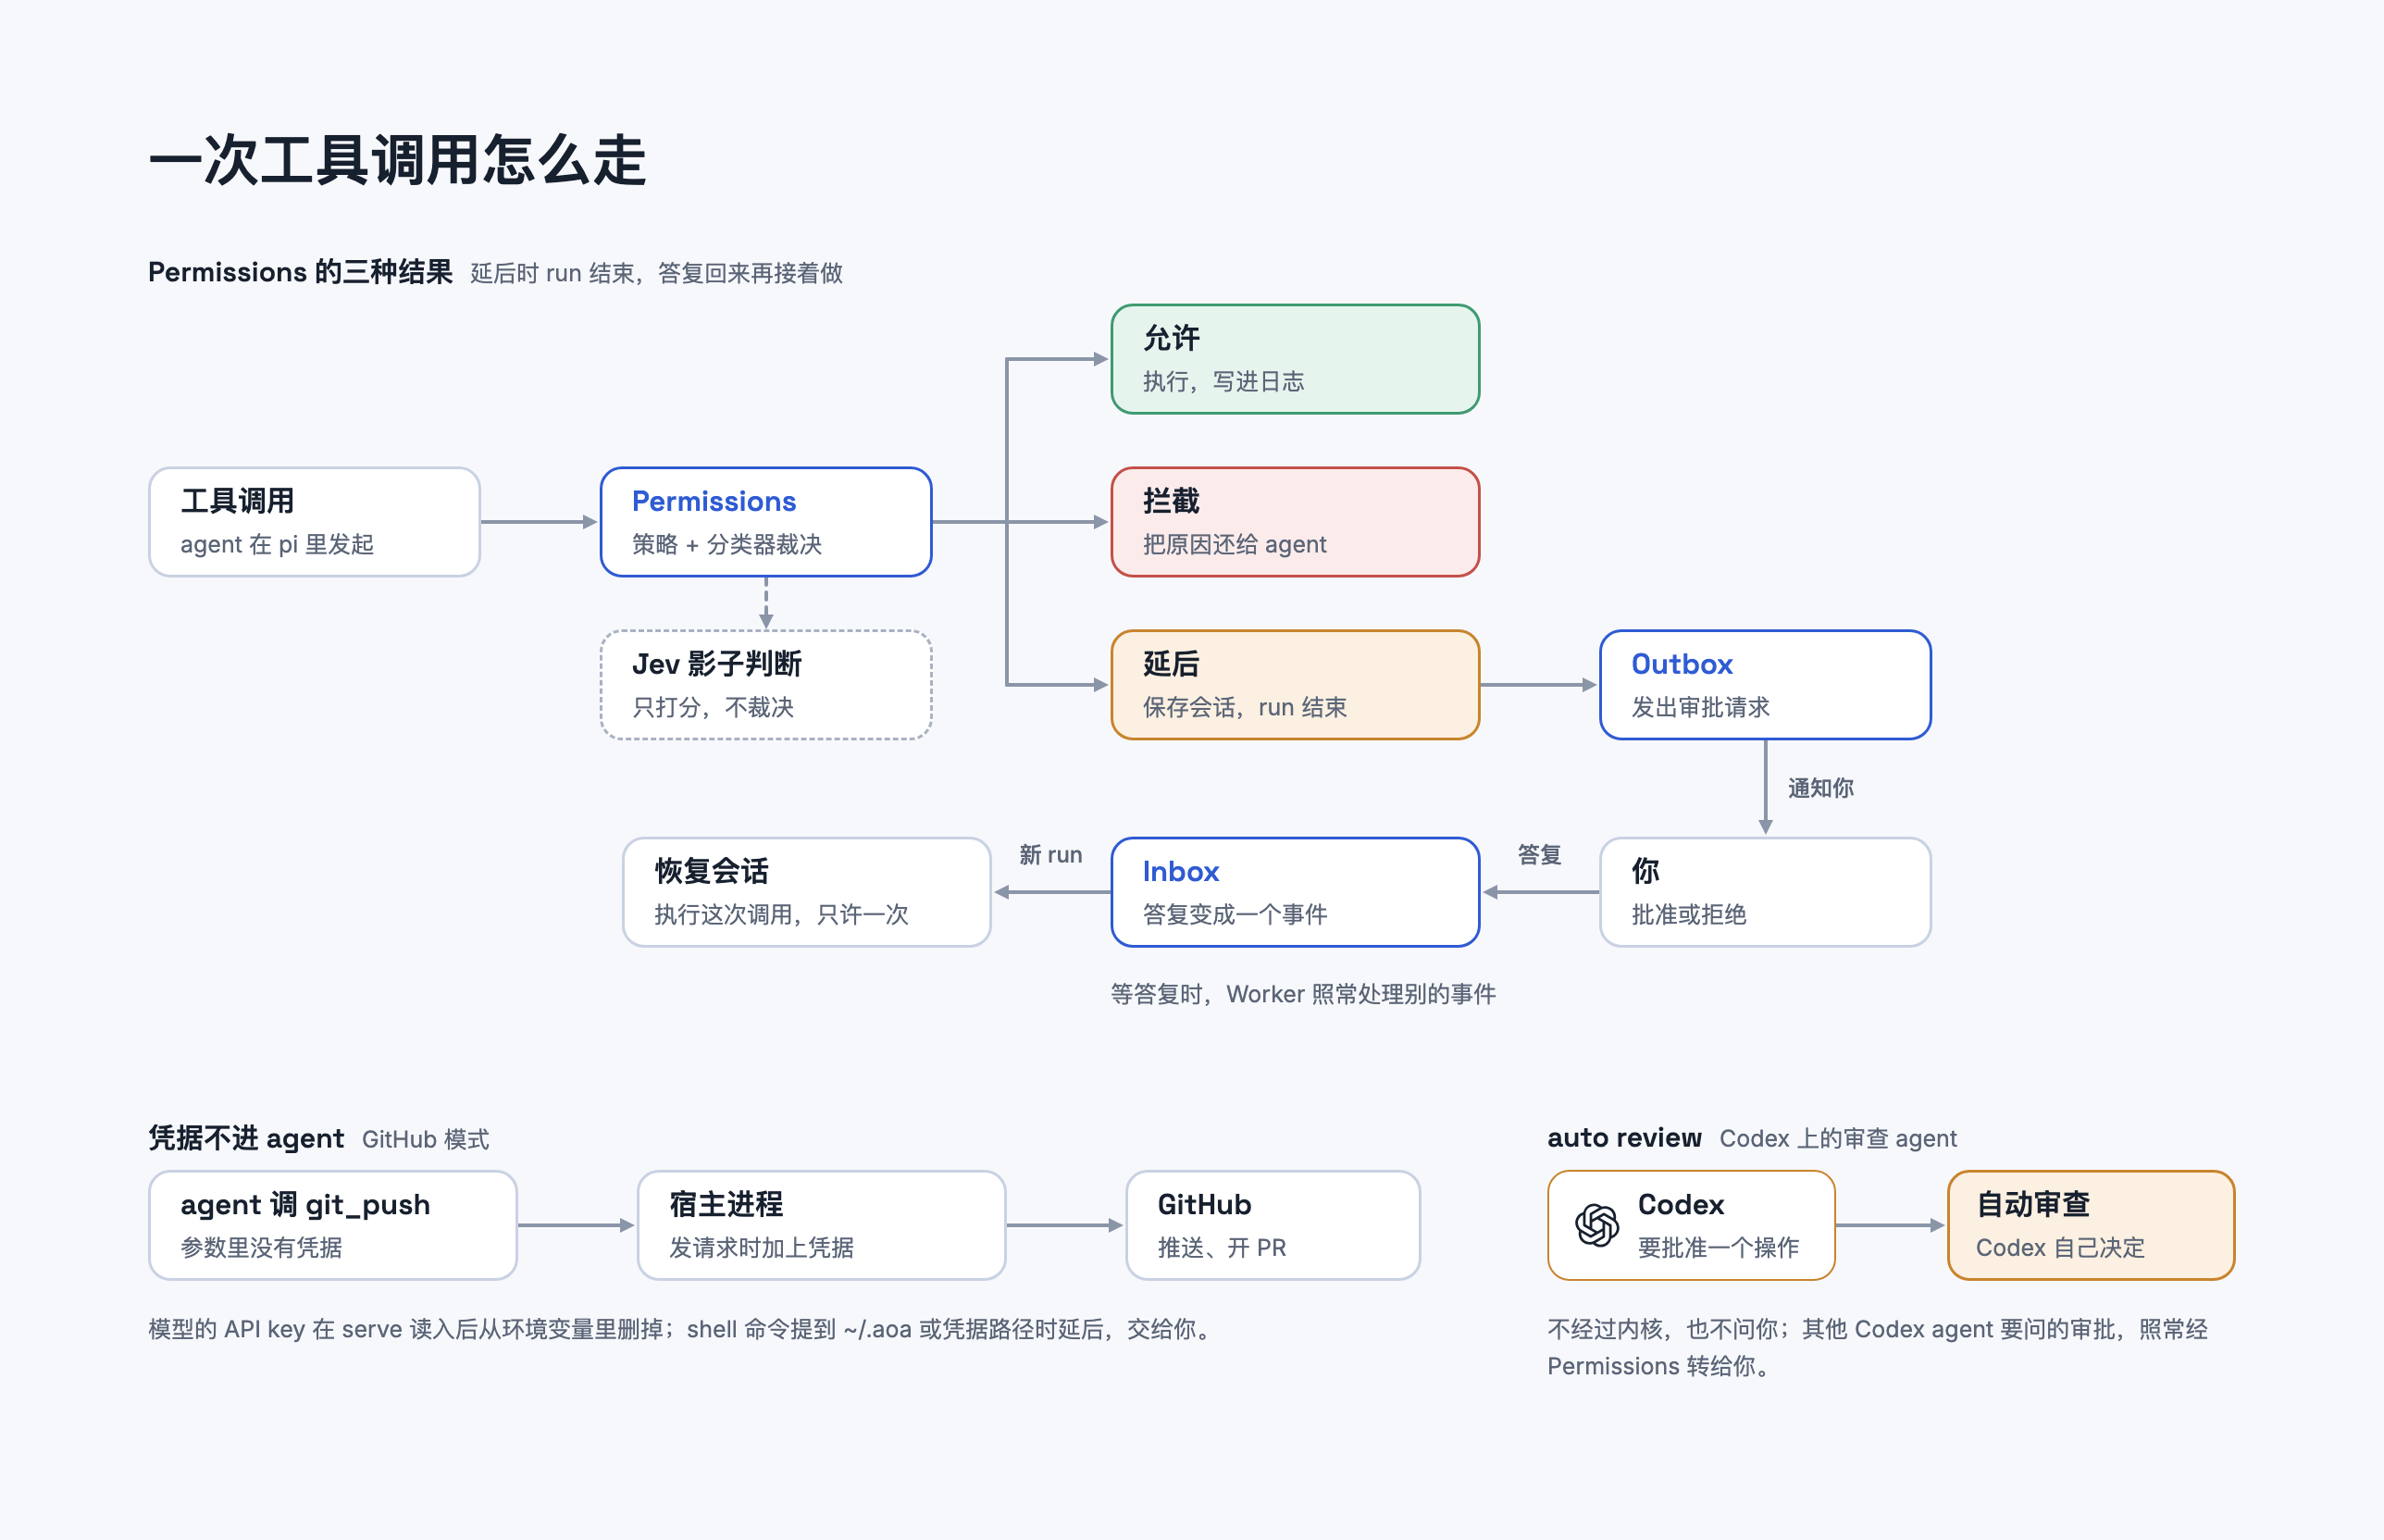 一次工具调用怎么走
Permissions 的三种结果 延后时 run 结束，答复回来再接着做
允许
执行，写进日志
工具调用
agent 在 pi 里发起
Permissions
策略 + 分类器裁决
拦截
把原因还给 agent
Jev 影子判断
只打分，不裁决
延后
保存会话，run 结束
Outbox
发出审批请求
通知你
恢复会话
执行这次调用，只许一次
新 run
Inbox
答复变成一个事件
答复
你
批准或拒绝
等答复时，Worker 照常处理别的事件
凭据不进 agent GitHub 模式
agent 调 git_push
参数里没有凭据
宿主进程
发请求时加上凭据
GitHub
推送、开 PR
模型的 API key 在 serve 读入后从环境变量里删掉；shell 命令提到 ~/.aoa 或凭据路径时延后，交给你。
auto review Codex 上的审查 agent
Codex
要批准一个操作
自动审查
Codex 自己决定
不经过内核，也不问你；其他 Codex agent 要问的审批，照常经
Permissions 转给你。